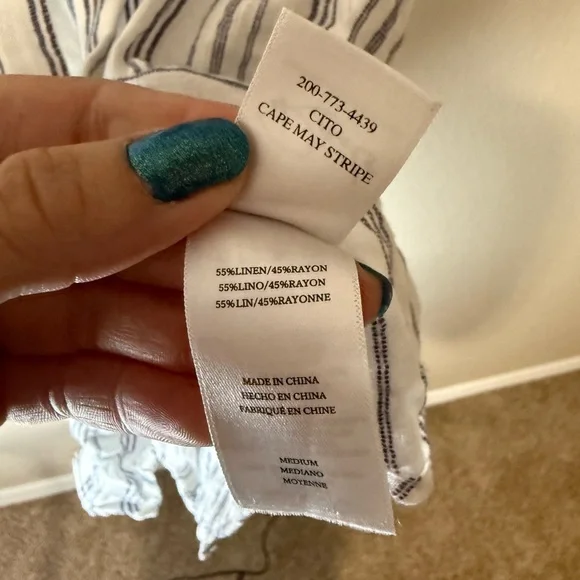 200-773-4439
CITO
CAPE MAY STRIPE
55%LINEN/45%RAYON
55%LINO/45%RAYON
55%LIN/45%RAYONNE
MADE IN CHINA
HECHO EN CHINA
FABRIQUÉ EN CHINE
MEDIUM
MEDIANO
MOYENNE